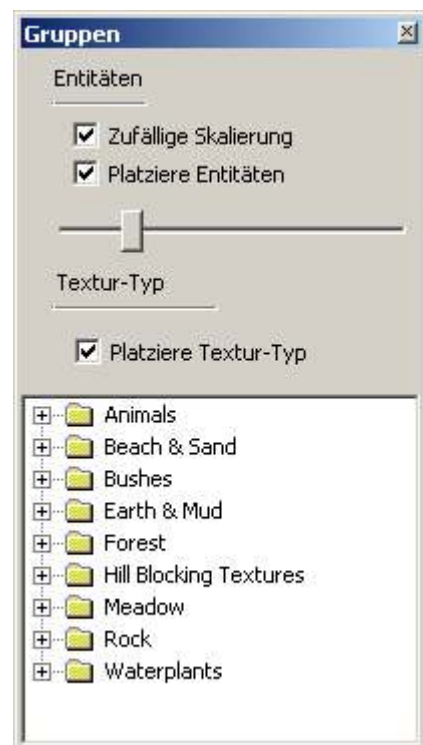 Gruppen
Entitäten
Zufällige Skalierung
Platziere Entitäten
Textur-Typ
Platziere Textur-Typ
Animals
Beach & Sand
Bushes
Earth & Mud
Forest
Hill Blocking Textures
Meadow
Rock
Waterplants